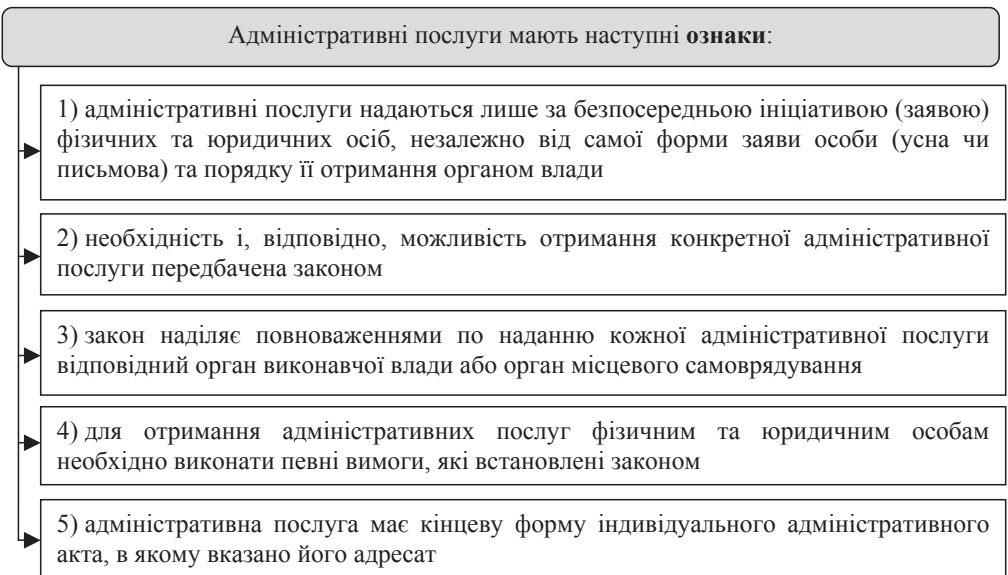 Адміністративні послуги мають наступні ознаки:
1) адміністративні послуги надаються лише за безпосередньою ініціативою (заявою)
фізичних та юридичних осіб, незалежно від самої форми заяви особи (усна чи
письмова) та порядку її отримання органом влади
2) необхідність і, відповідно, можливість отримання конкретної адміністративної
послуги передбачена законом
3) закон наділяє повноваженнями по наданню кожної адміністративної послуги
відповідний орган виконавчої влади або орган місцевого самоврядування
4) для отримання адміністративних послуг фізичним та юридичним особам
необхідно виконати певні вимоги, які встановлені законом
5) адміністративна послуга має кінцеву форму індивідуального адміністративного
акта, в якому вказано його адресат